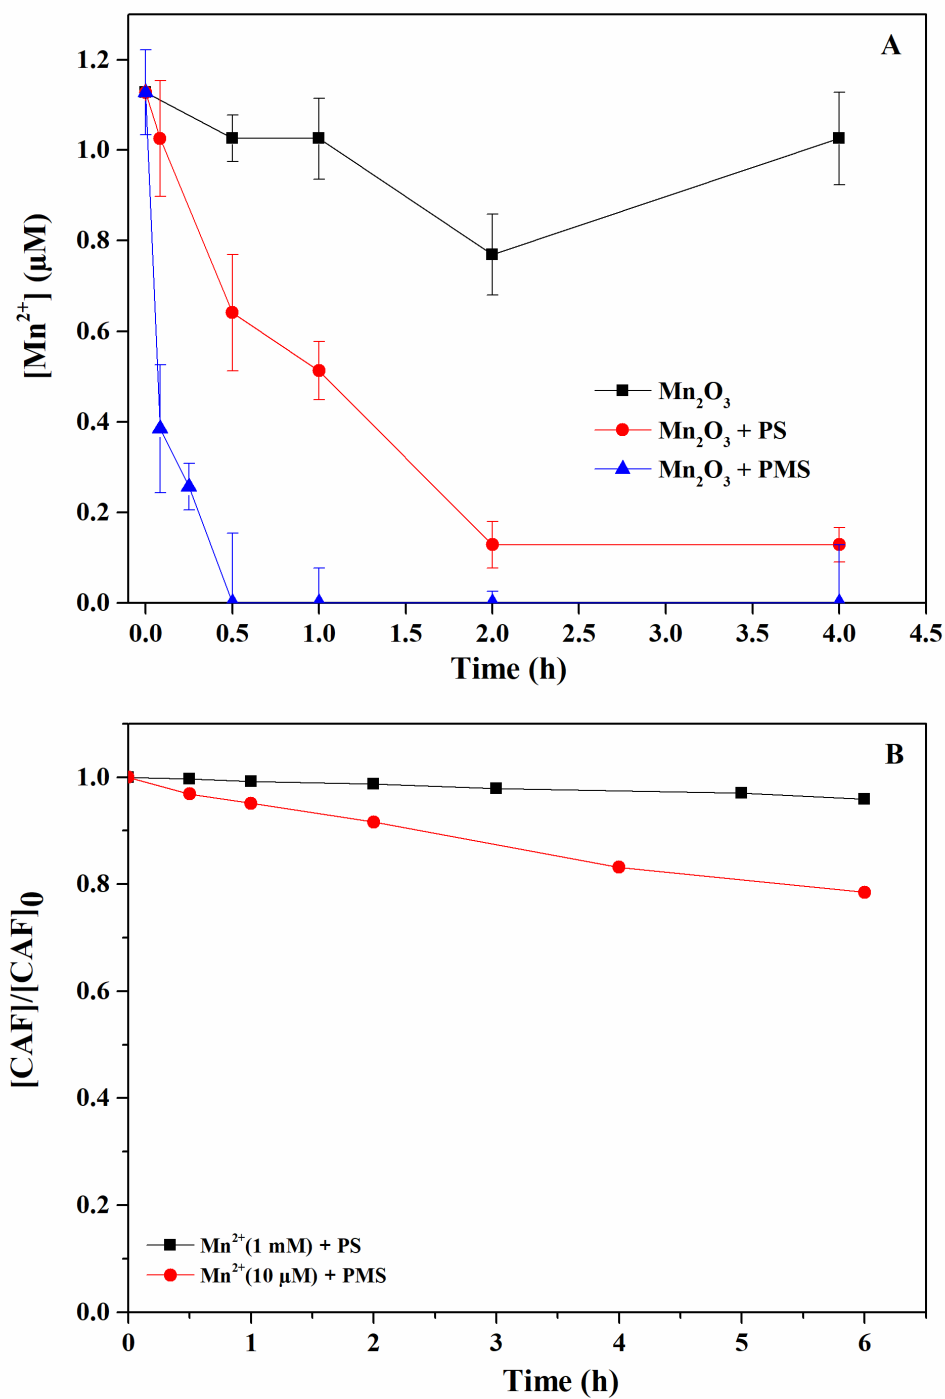 A
1.2
1.0
0.8
0.6
0.4
0.2
0.0
[Mn²⁺] (μM)
Mn₂O₃
Mn₂O₃ + PS
Mn₂O₃ + PMS
0.0 0.5 1.0 1.5 2.0 2.5 3.0 3.5 4.0 4.5
Time (h)
B
1.0
0.8
0.6
0.4
0.2
0.0
[CAF]/[CAF]₀
Mn²⁺(1 mM) + PS
Mn²⁺(10 μM) + PMS
0 1 2 3 4 5 6
Time (h)